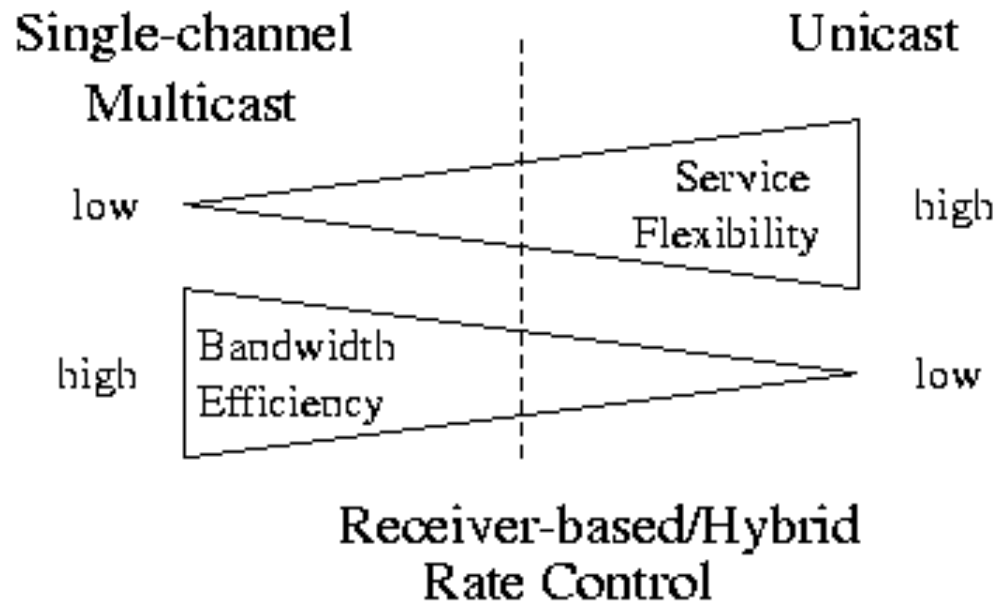 Single-channel
Multicast
Unicast
low
Service
Flexibility
high
high
Bandwidth
Efficiency
low
Receiver-based/Hybrid
Rate Control